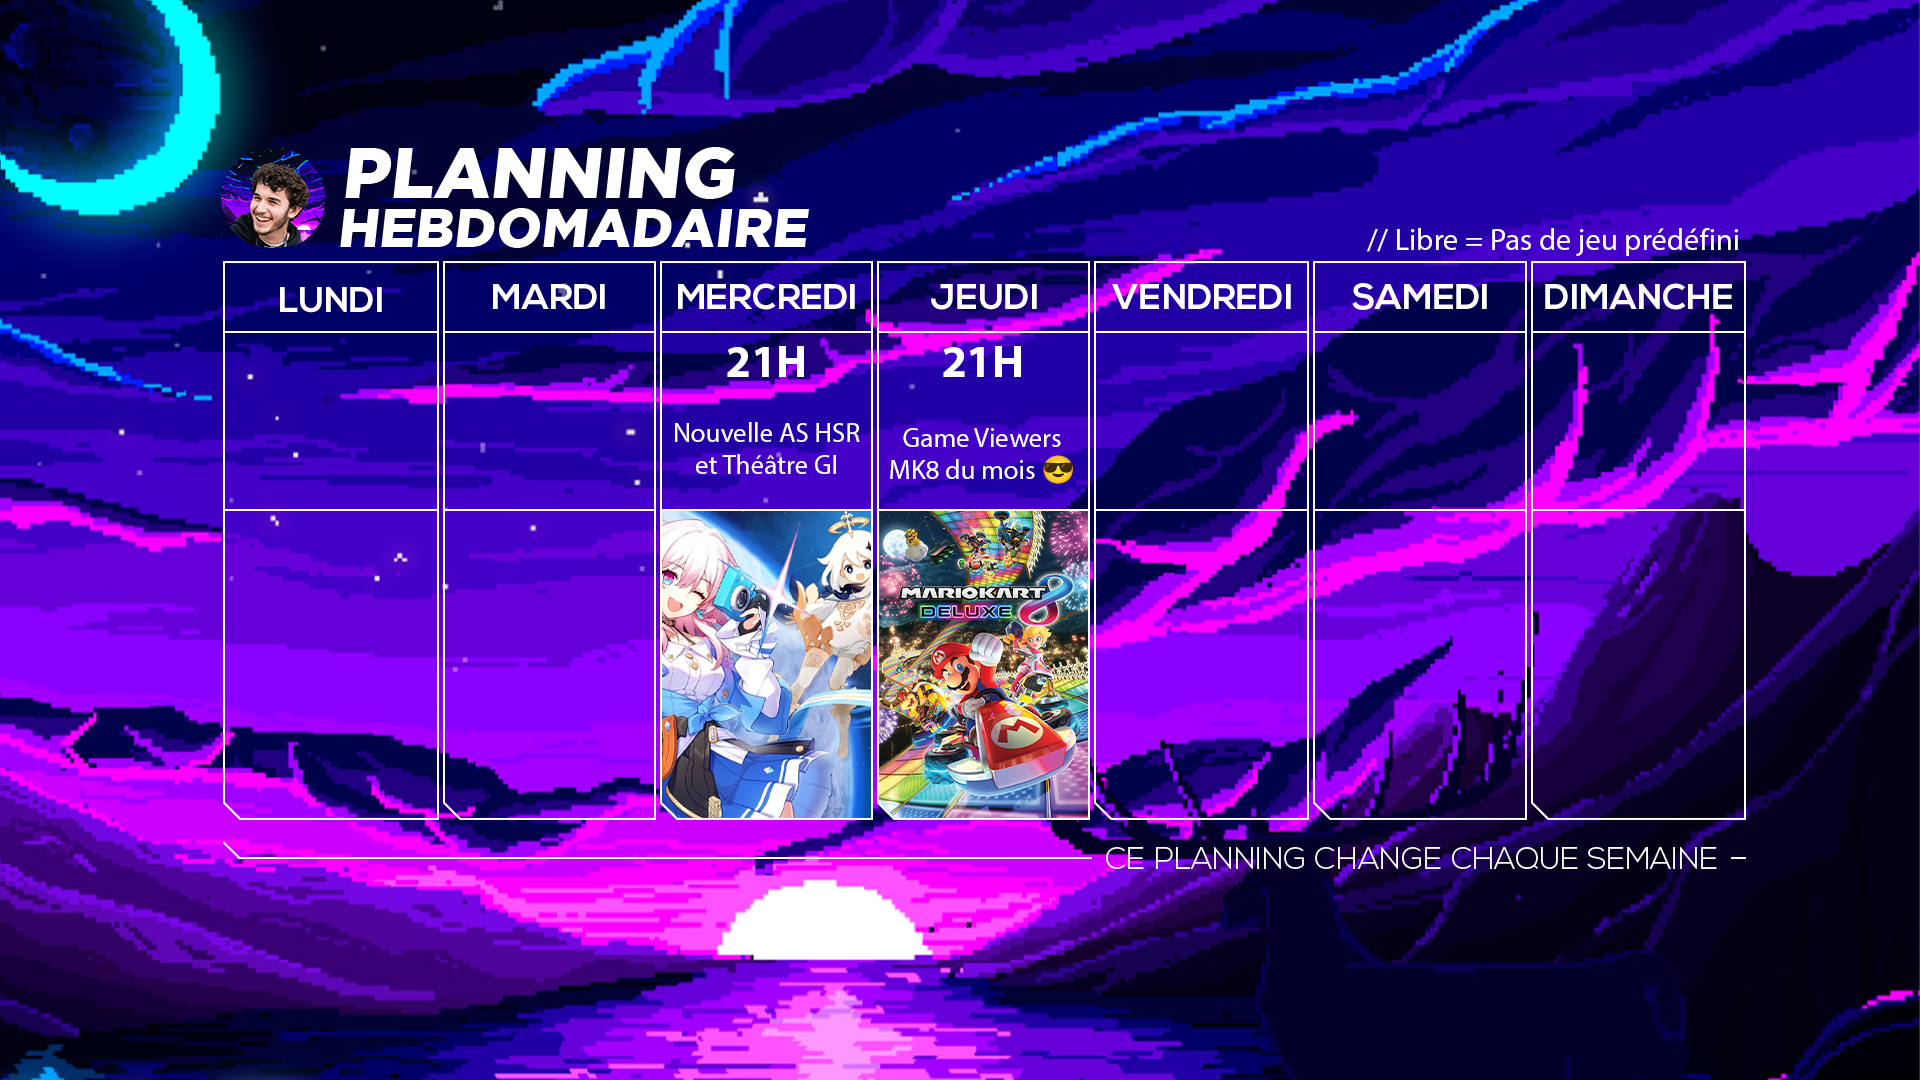 PLANNING
HEBDOMADAIRE
// Libre = Pas de jeu prédéfini
LUNDI
MARDI
MERCREDI
JEUDI
VENDREDI
SAMEDI
DIMANCHE
21H
Nouvelle AS HSR
et Théâtre GI
21H
Game Viewers
MK8 du mois 😎
MARIOKART 8
DELUXE
M
M
CE PLANNING CHANGE CHAQUE SEMAINE